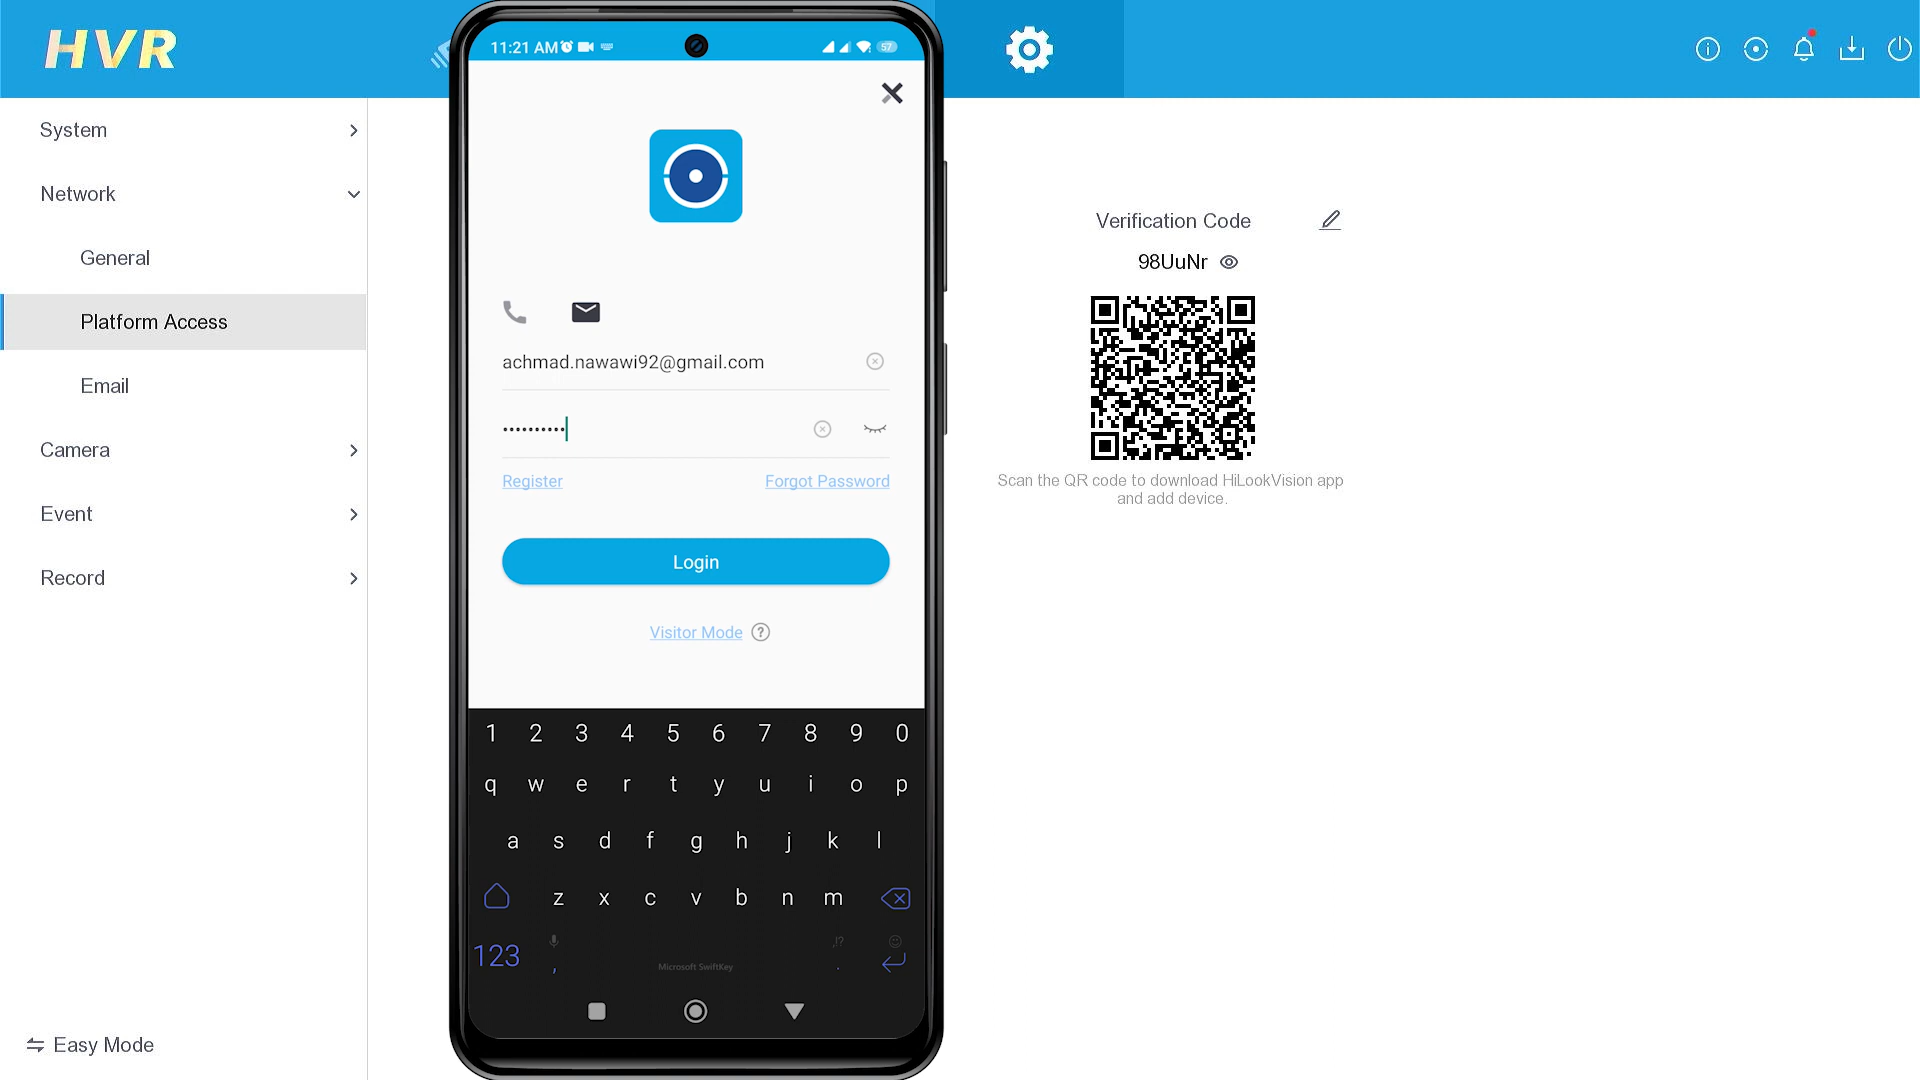 HVR
System
Network
General
Platform Access
Email
Camera
Event
Record
Easy Mode
11:21 AM
57
achmad.nawawi92@gmail.com
••••••••••
Register
Forgot Password
Login
Visitor Mode ?
1 2 3 4 5 6 7 8 9 0
q w e r t y u i o p
a s d f g h j k l
z x c v b n m
,!?
123 , Microsoft SwiftKey .
Verification Code
98UuNr
Scan the QR code to download HiLookVision app
and add device.